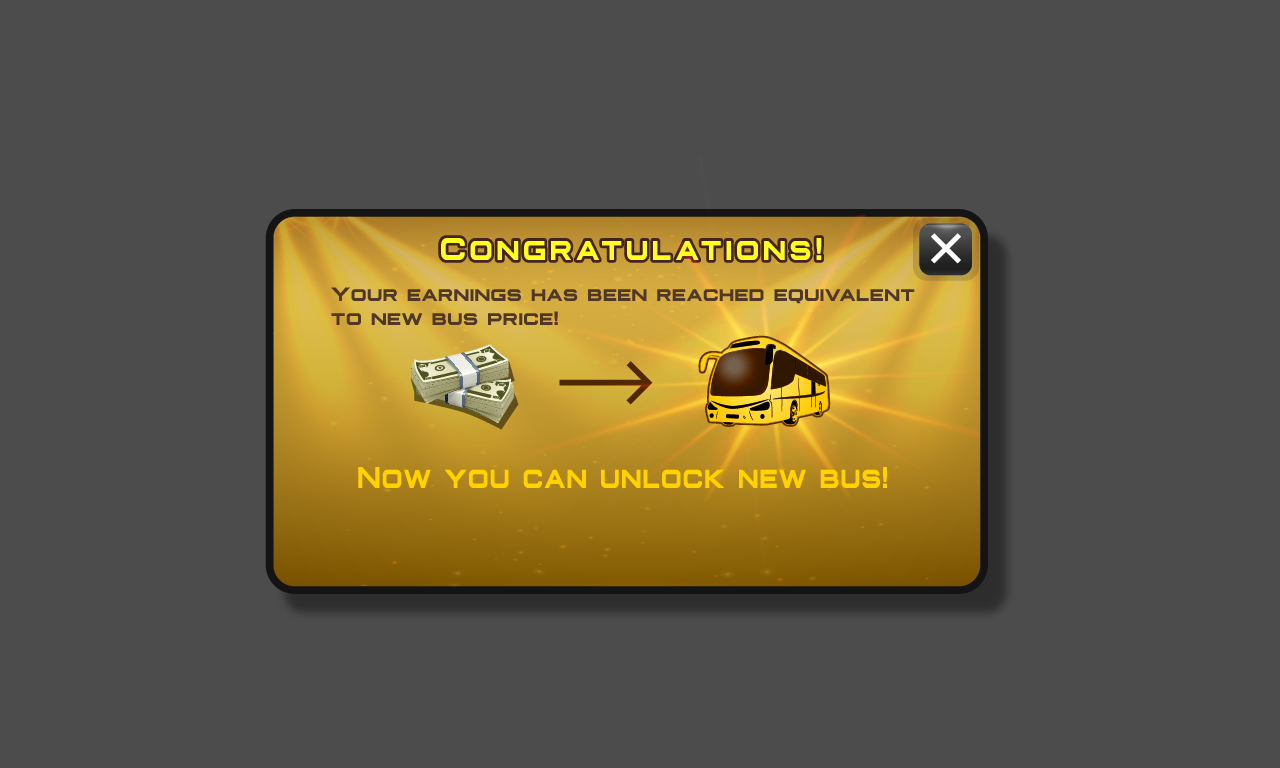 Congratulations!
Your earnings has been reached equivalent
to new bus price!
Now you can unlock new bus!